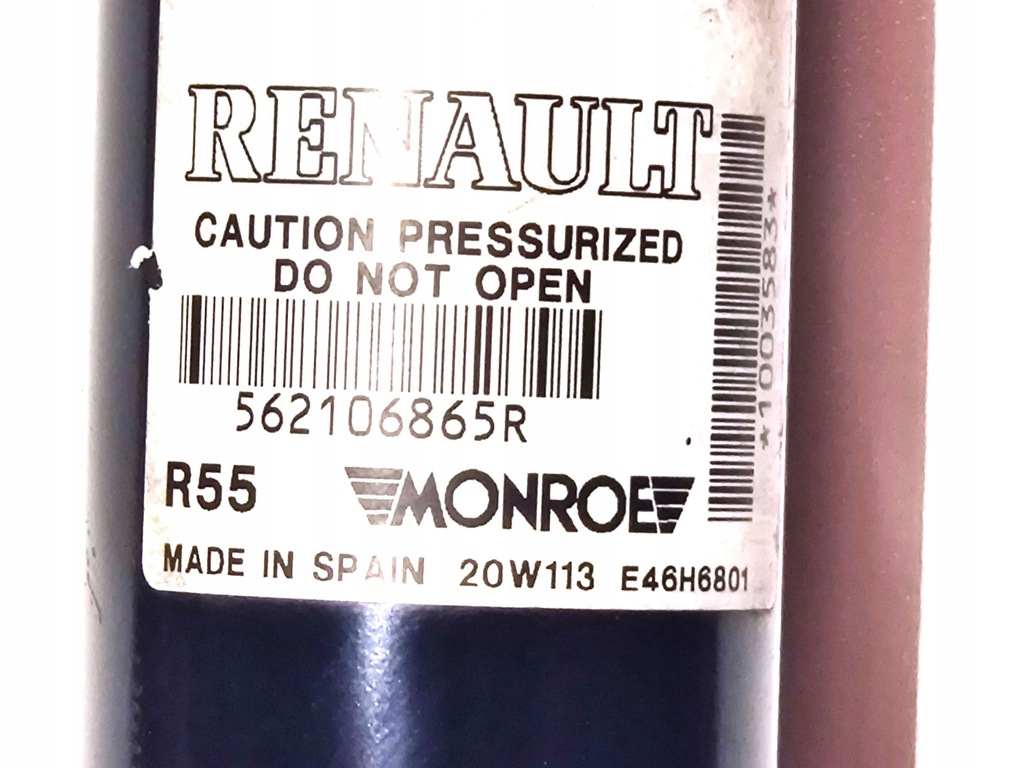 RENAULT
CAUTION PRESSURIZED
DO NOT OPEN
562106865R
R55 MONROE
MADE IN SPAIN 20W113 E46H6801
*1003583*